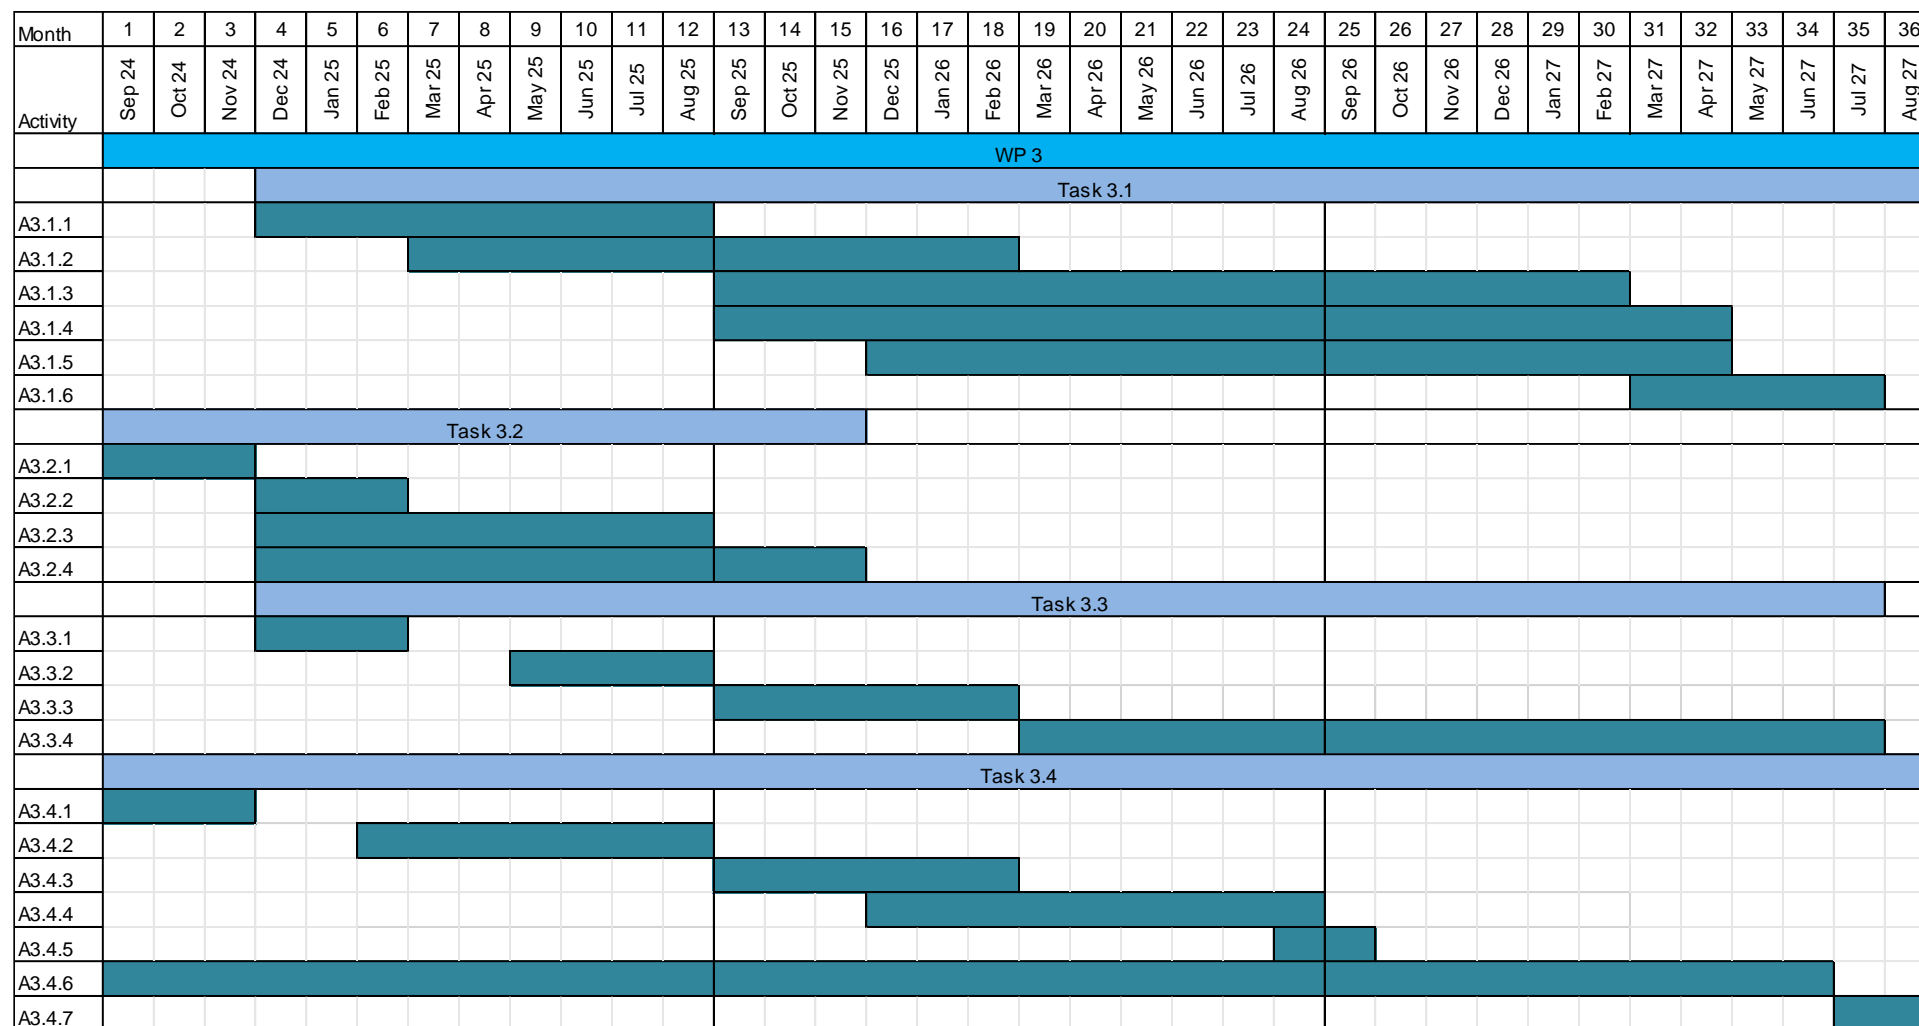 Month 1 2 3 4 5 6 7 8 9 10 11 12 13 14 15 16 17 18 19 20 21 22 23 24 25 26 27 28 29 30 31 32 33 34 35 36
Activity Sep 24 Oct 24 Nov 24 Dec 24 Jan 25 Feb 25 Mar 25 Apr 25 May 25 Jun 25 Jul 25 Aug 25 Sep 25 Oct 25 Nov 25 Dec 25 Jan 26 Feb 26 Mar 26 Apr 26 May 26 Jun 26 Jul 26 Aug 26 Sep 26 Oct 26 Nov 26 Dec 26 Jan 27 Feb 27 Mar 27 Apr 27 May 27 Jun 27 Jul 27 Aug 27
WP 3
Task 3.1
A3.1.1
A3.1.2
A3.1.3
A3.1.4
A3.1.5
A3.1.6
Task 3.2
A3.2.1
A3.2.2
A3.2.3
A3.2.4
Task 3.3
A3.3.1
A3.3.2
A3.3.3
A3.3.4
Task 3.4
A3.4.1
A3.4.2
A3.4.3
A3.4.4
A3.4.5
A3.4.6
A3.4.7